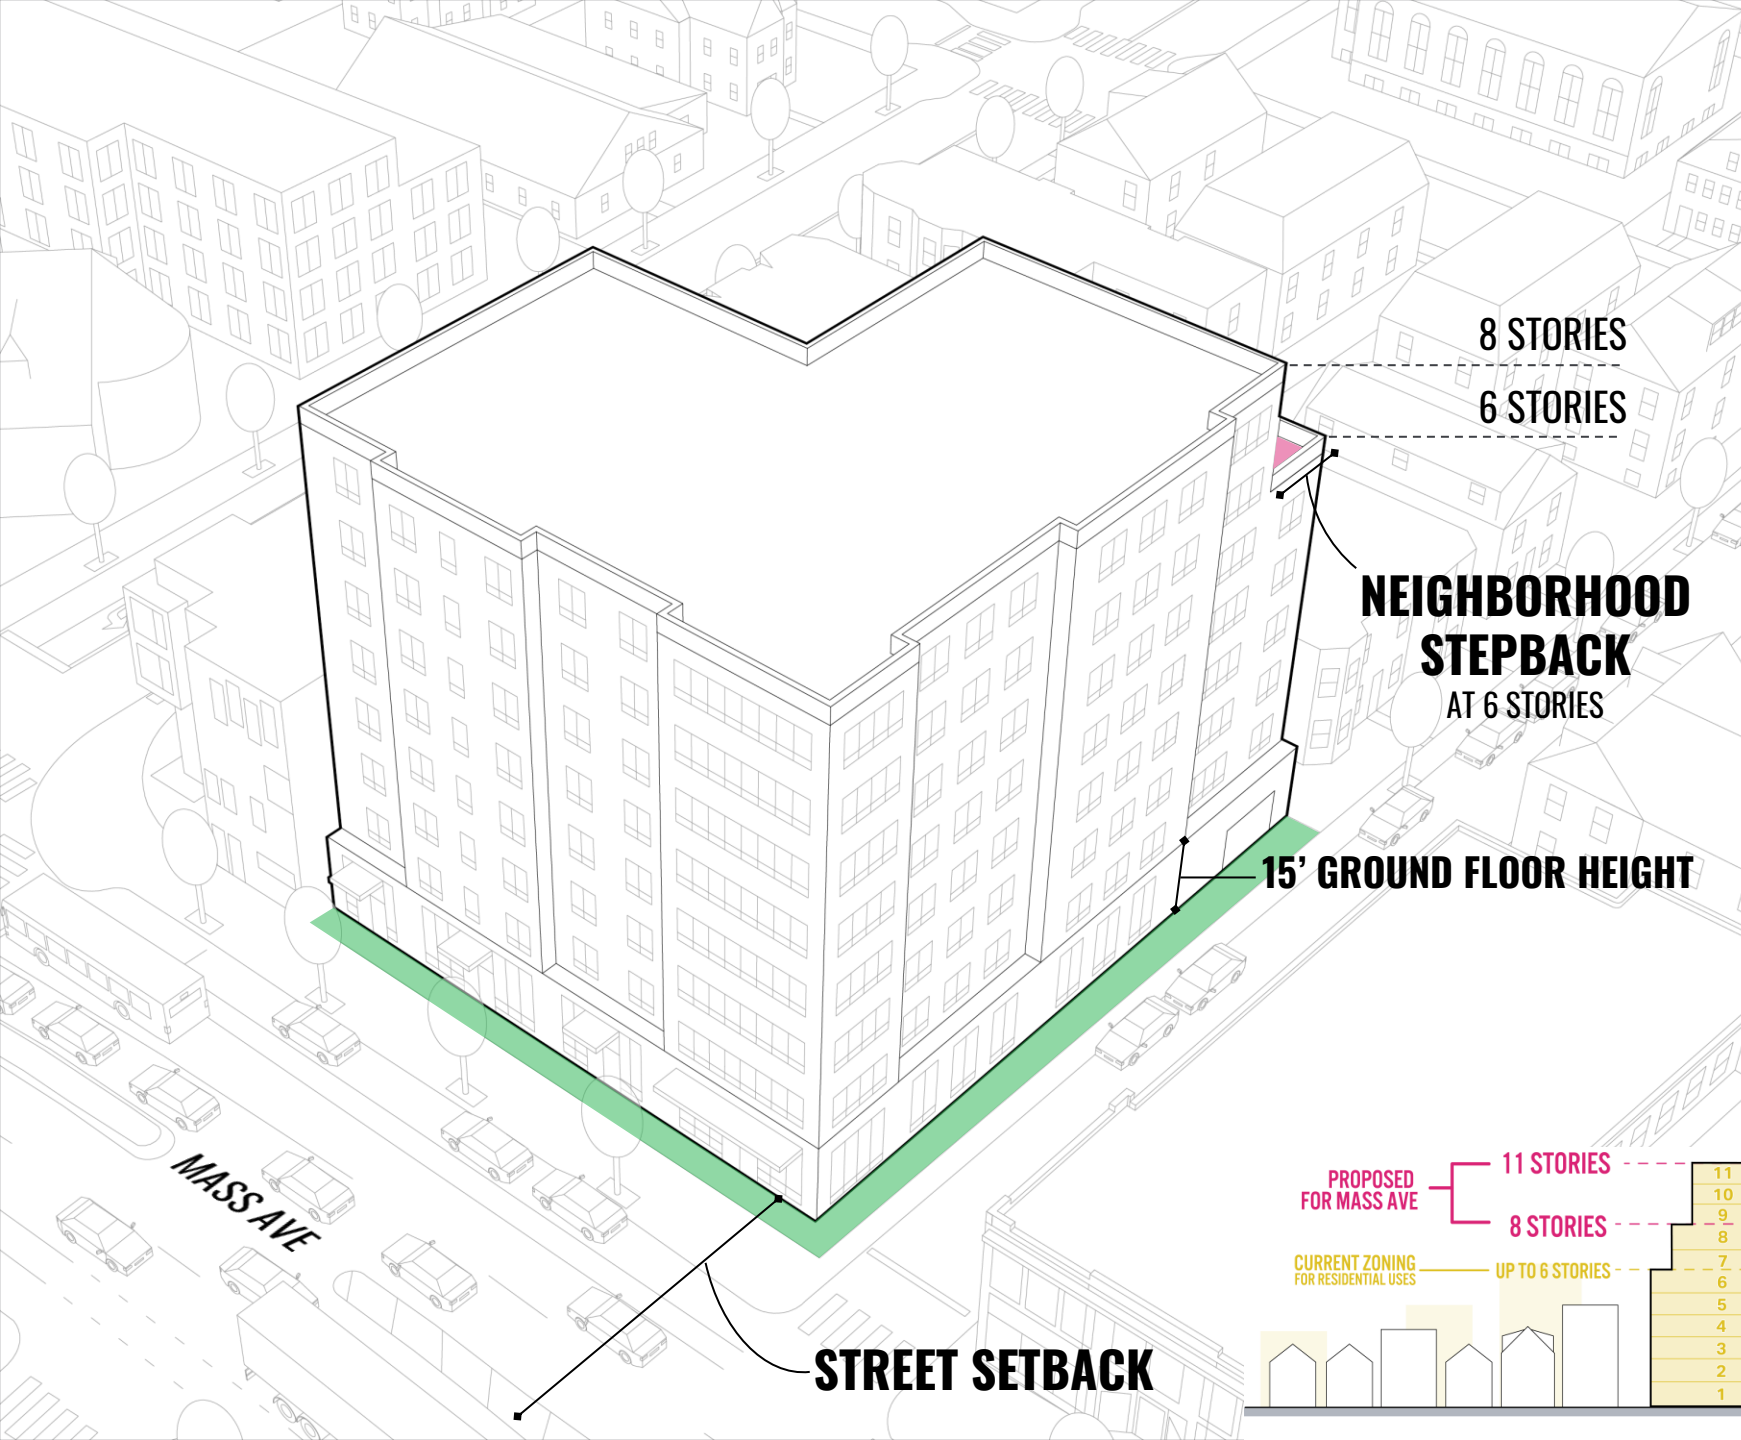 8 STORIES
6 STORIES
NEIGHBORHOOD
STEPBACK
AT 6 STORIES
15’ GROUND FLOOR HEIGHT
MASS AVE
STREET SETBACK
PROPOSED
FOR MASS AVE
11 STORIES
8 STORIES
CURRENT ZONING
FOR RESIDENTIAL USES
UP TO 6 STORIES
11
10
9
8
7
6
5
4
3
2
1